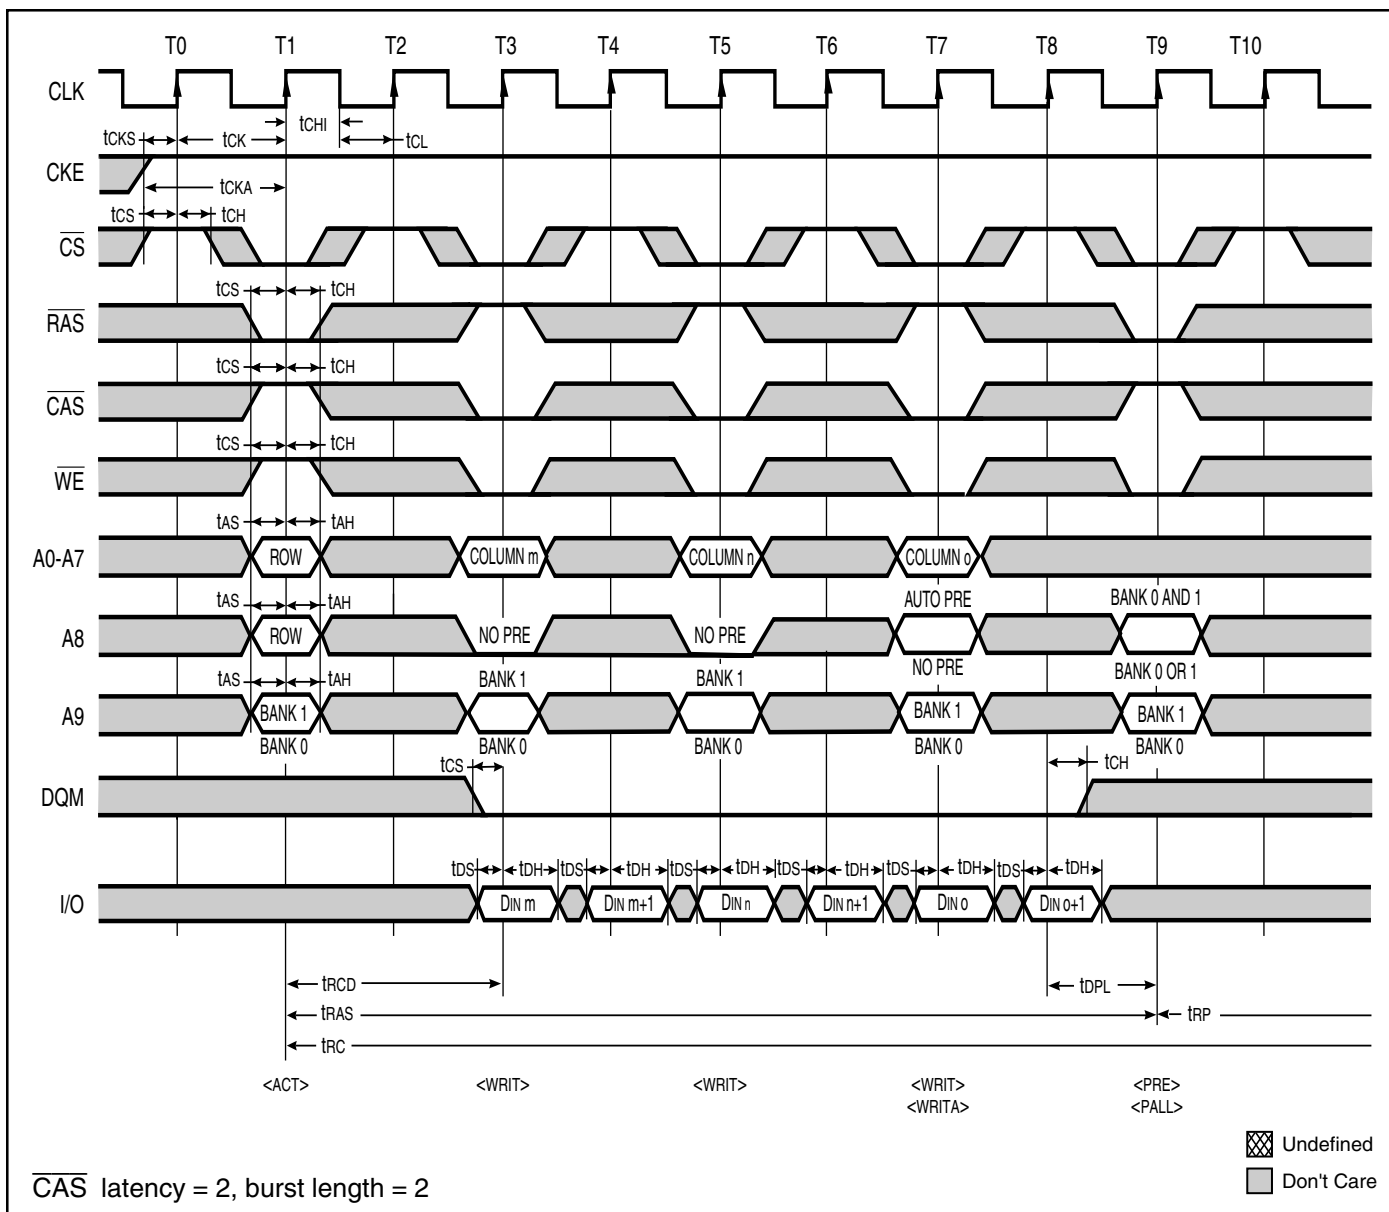 T0 T1 T2 T3 T4 T5 T6 T7 T8 T9 T10
CLK
tCHI
tCKS tCK tCL
CKE
tCKA
tCS tCH
CS
tCS tCH
RAS
tCS tCH
CAS
tCS tCH
WE
tAS tAH
A0-A7 ROW COLUMN m COLUMN n COLUMN o
tAS tAH AUTO PRE BANK 0 AND 1
A8 ROW NO PRE NO PRE
NO PRE BANK 0 OR 1
tAS tAH BANK 1 BANK 1
A9 BANK 1 BANK 1 BANK 1
BANK 0 BANK 0 BANK 0 BANK 0 BANK 0
tCS tCH
DQM
tDS tDH tDS tDH tDS tDH tDS tDH tDS tDH tDS tDH
I/O DIN m DIN m+1 DIN n DIN n+1 DIN o DIN o+1
tRCD tDPL
tRAS tRP
tRC
<ACT> <WRIT> <WRIT> <WRIT> <PRE>
<WRITA> <PALL>
Undefined
Don't Care
CAS latency = 2, burst length = 2